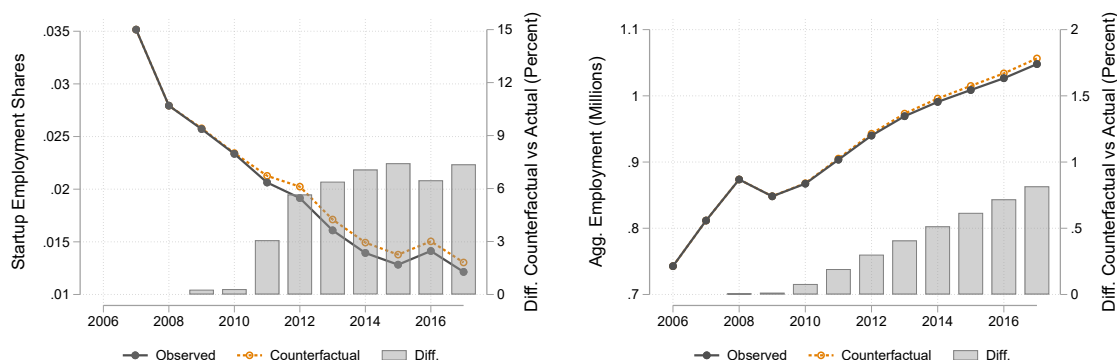 Startup Employment Shares
.035
.03
.025
.02
.015
.01
15
12
9
6
3
0
Diff. Counterfactual vs Actual (Percent)
2006 2008 2010 2012 2014 2016
Observed Counterfactual Diff.
Agg. Employment (Millions)
1.1
1
.9
.8
.7
2
1.5
1
.5
0
Diff. Counterfactual vs Actual (Percent)
2006 2008 2010 2012 2014 2016
Observed Counterfactual Diff.